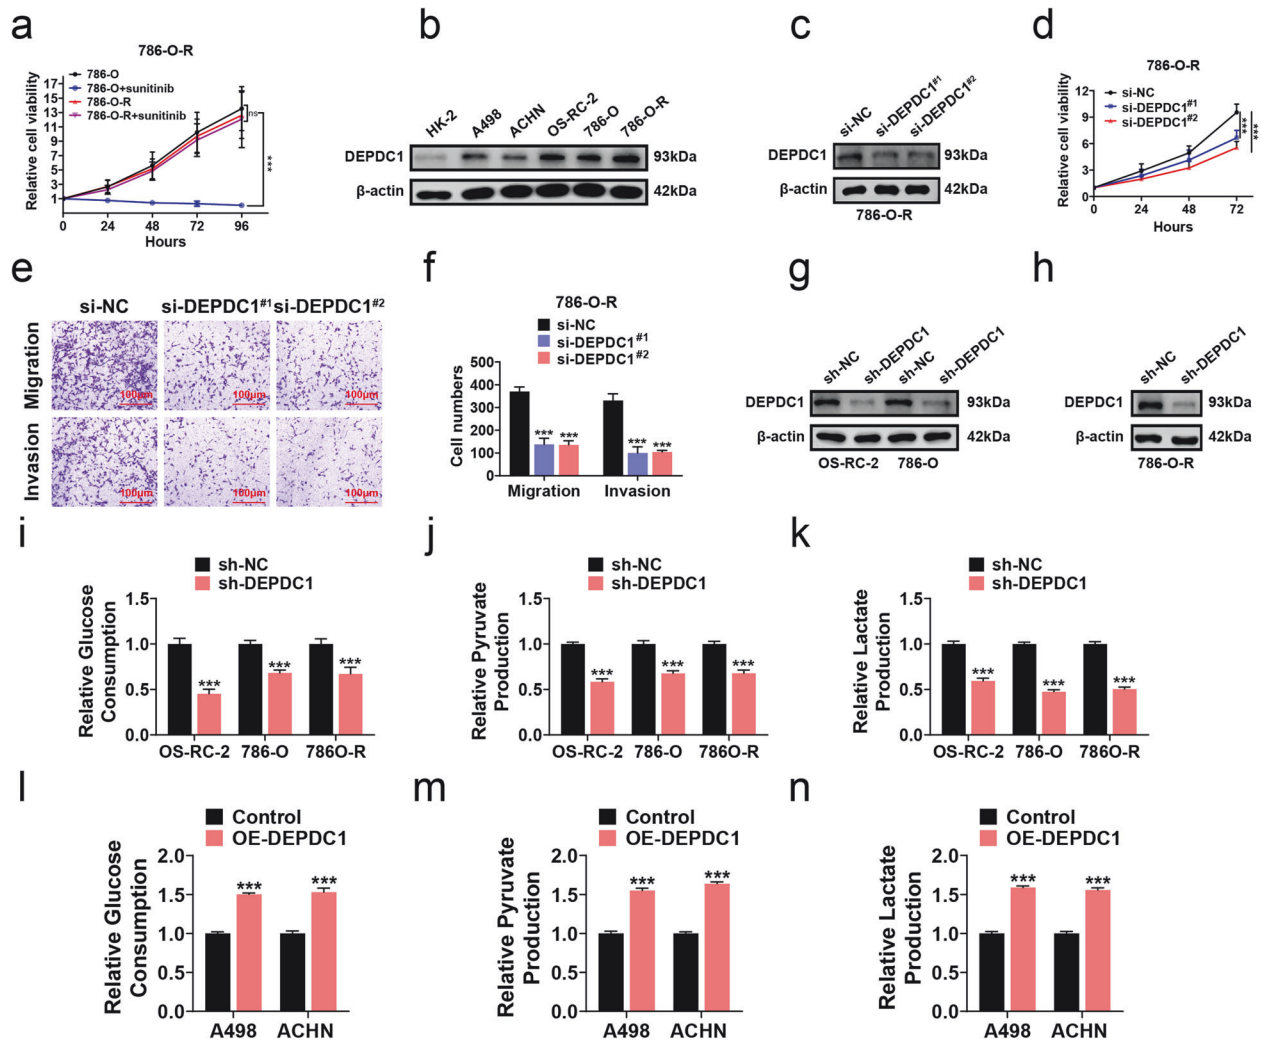 a
786-O-R
786-O
786-O+sunitinib
786-O-R
786-O-R+sunitinib
Relative cell viability
17
15
13
11
9
7
5
3
1
ns
***
0 24 48 72 96
Hours
b
HK-2 A498 ACHN OS-RC-2 786-O 786-O-R
DEPDC1 93kDa
β-actin 42kDa
c
si-NC si-DEPDC1#1 si-DEPDC1#2
DEPDC1 93kDa
β-actin 42kDa
786-O-R
d
786-O-R
si-NC
si-DEPDC1#1
si-DEPDC1#2
Relative cell viability
12
9
6
3
0
*** ***
0 24 48 72
Hours
e
si-NC si-DEPDC1#1 si-DEPDC1#2
Migration
100μm 100μm 100μm
Invasion
100μm 100μm 100μm
f
786-O-R
si-NC
si-DEPDC1#1
si-DEPDC1#2
Cell numbers
500
400
300
200
100
0
*** *** *** ***
Migration Invasion
g
sh-NC sh-DEPDC1 sh-NC sh-DEPDC1
DEPDC1 93kDa
β-actin 42kDa
OS-RC-2 786-O
h
sh-NC sh-DEPDC1
DEPDC1 93kDa
β-actin 42kDa
786-O-R
i
sh-NC
sh-DEPDC1
Relative Glucose
Consumption
1.5
1.0
0.5
0.0
*** *** ***
OS-RC-2 786-O 786O-R
j
sh-NC
sh-DEPDC1
Relative Pyruvate
Production
1.5
1.0
0.5
0.0
*** *** ***
OS-RC-2 786-O 786O-R
k
sh-NC
sh-DEPDC1
Relative Lactate
Production
1.5
1.0
0.5
0.0
*** *** ***
OS-RC-2 786-O 786O-R
l
Control
OE-DEPDC1
Relative Glucose
Consumption
2.0
1.5
1.0
0.5
0.0
*** ***
A498 ACHN
m
Control
OE-DEPDC1
Relative Pyruvate
Production
2.0
1.5
1.0
0.5
0.0
*** ***
A498 ACHN
n
Control
OE-DEPDC1
Relative Lactate
Production
2.0
1.5
1.0
0.5
0.0
*** ***
A498 ACHN